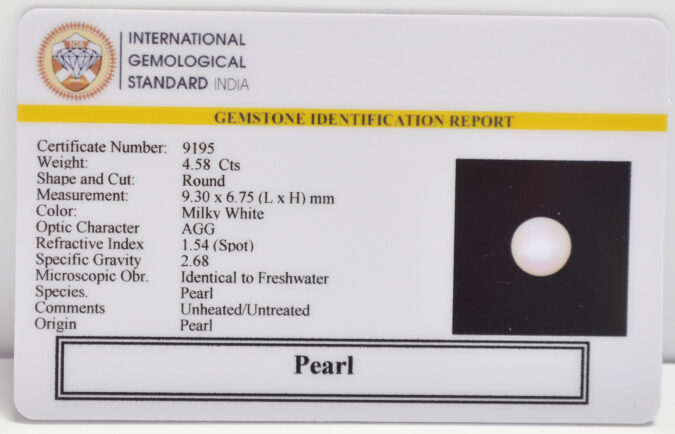 IGS
INTERNATIONAL
GEMOLOGICAL
STANDARD INDIA
GEMSTONE IDENTIFICATION REPORT
Certificate Number: 9195
Weight: 4.58 Cts
Shape and Cut: Round
Measurement: 9.30 x 6.75 (L x H) mm
Color: Milky White
Optic Character AGG
Refractive Index 1.54 (Spot)
Specific Gravity 2.68
Microscopic Obr. Identical to Freshwater
Species. Pearl
Comments Unheated/Untreated
Origin Pearl
Pearl